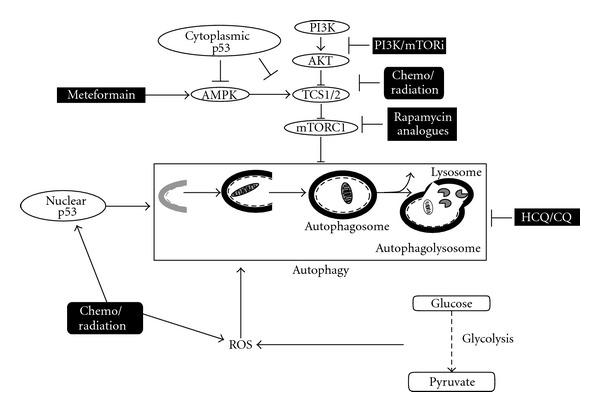 PI3K
Cytoplasmic
p53
PI3K/mTORi
AKT
Chemo/
radiation
Meteformain
AMPK
TCS1/2
mTORC1
Rapamycin
analogues
Lysosome
Nuclear
p53
Autophagosome
HCQ/CQ
Autophagolysosome
Autophagy
Glucose
Chemo/
radiation
Glycolysis
ROS
Pyruvate